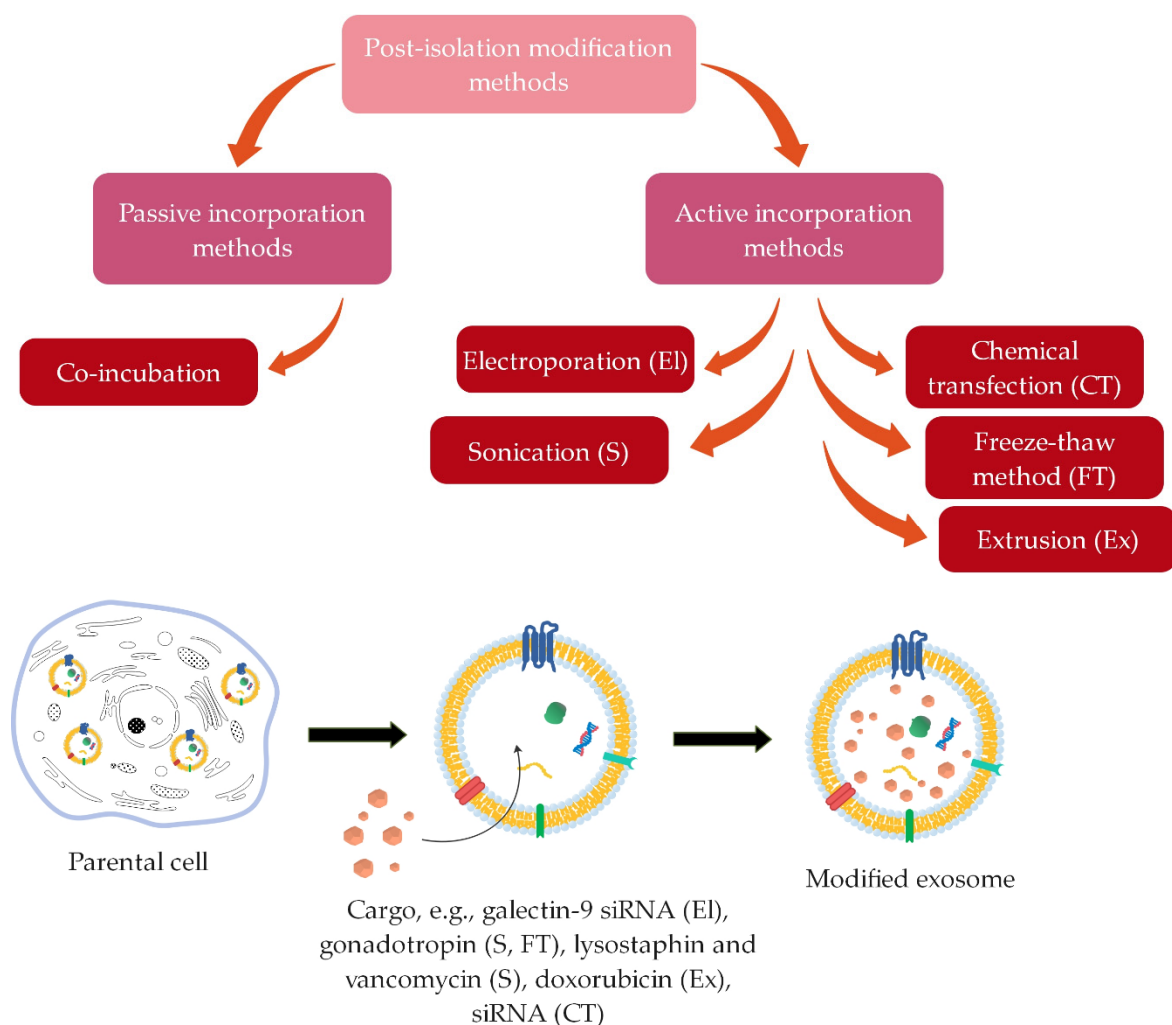 Post-isolation modification
methods
Passive incorporation
methods
Active incorporation
methods
Co-incubation
Electroporation (El)
Sonication (S)
Chemical
transfection (CT)
Freeze-thaw
method (FT)
Extrusion (Ex)
Parental cell
Cargo, e.g., galectin-9 siRNA (El),
gonadotropin (S, FT), lysostaphin and
vancomycin (S), doxorubicin (Ex),
siRNA (CT)
Modified exosome